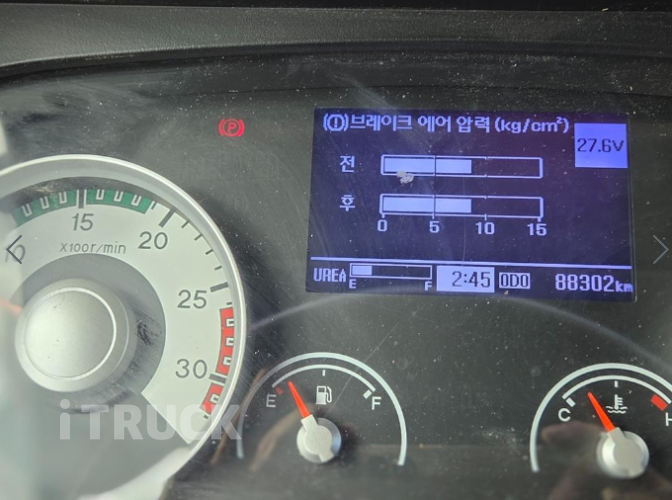 (!)브레이크 에어 압력(kg/cm²)
27.6V
전
후
0 5 10 15
UREA E F 2:45 ODO 88302km
(P)
15
20
X100r/min
25
30
E F
C H
iTRUCK